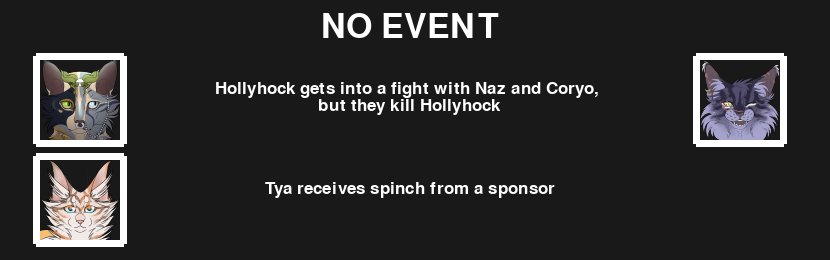 NO EVENT
Hollyhock gets into a fight with Naz and Coryo,
but they kill Hollyhock
Tya receives spinch from a sponsor